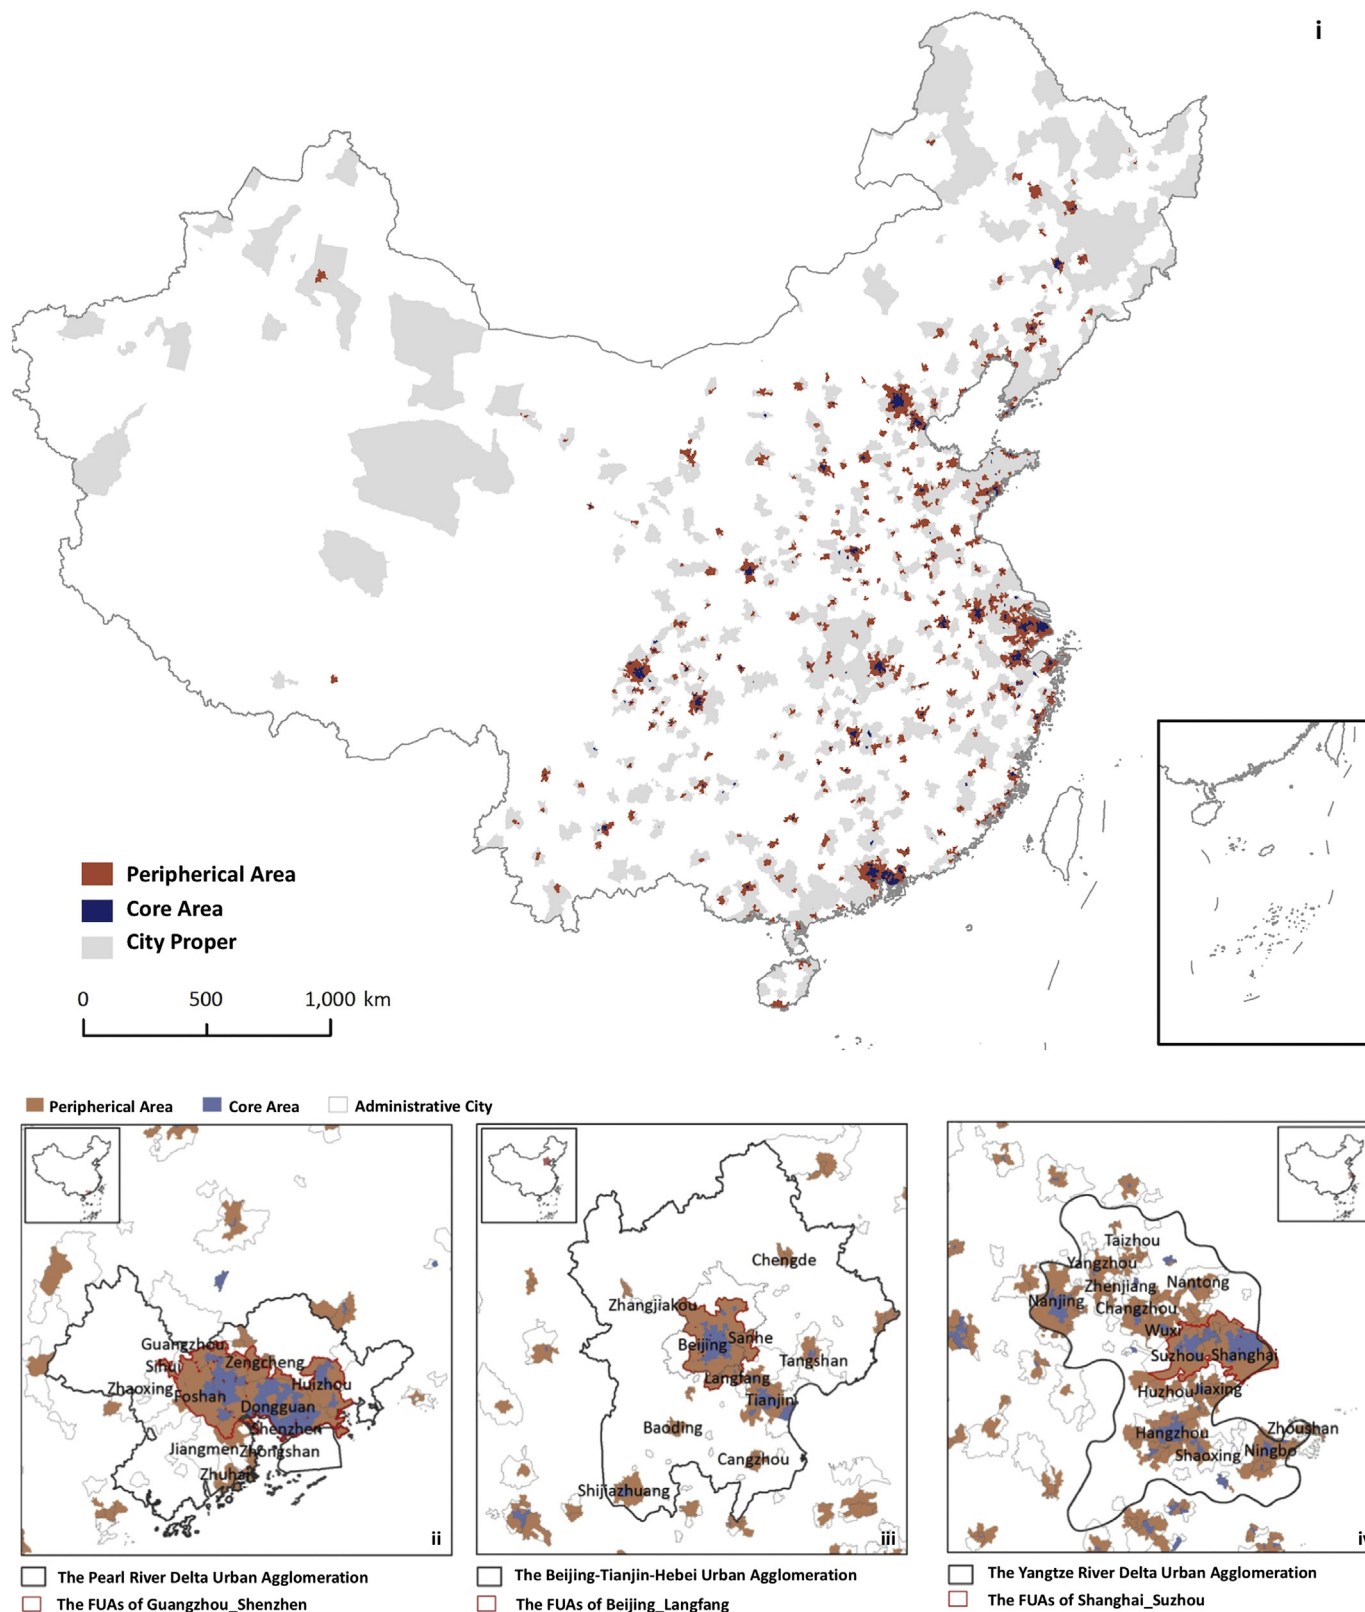 i
Peripherical Area
Core Area
City Proper
0 500 1,000 km
Peripherical Area Core Area Administrative City
Guangzhou
Sihui
Zengcheng
Zhaoxing
Foshan
Huizhou
Dongguan
Shenzhen
Jiangmen
Zhongshan
Zhuhai
ii
The Pearl River Delta Urban Agglomeration
The FUAs of Guangzhou_Shenzhen
Chengde
Zhangjiakou
Beijing
Sanhe
Tangshan
Langfang
Tianjin
Baoding
Cangzhou
Shijiazhuang
iii
The Beijing-Tianjin-Hebei Urban Agglomeration
The FUAs of Beijing_Langfang
Taizhou
Yangzhou
Zhenjiang
Nantong
Nanjing
Changzhou
Wuxi
Suzhou
Shanghai
Huzhou
Jiaxing
Hangzhou
Zhoushan
Shaoxing
Ningbo
The Yangtze River Delta Urban Agglomeration
The FUAs of Shanghai_Suzhou